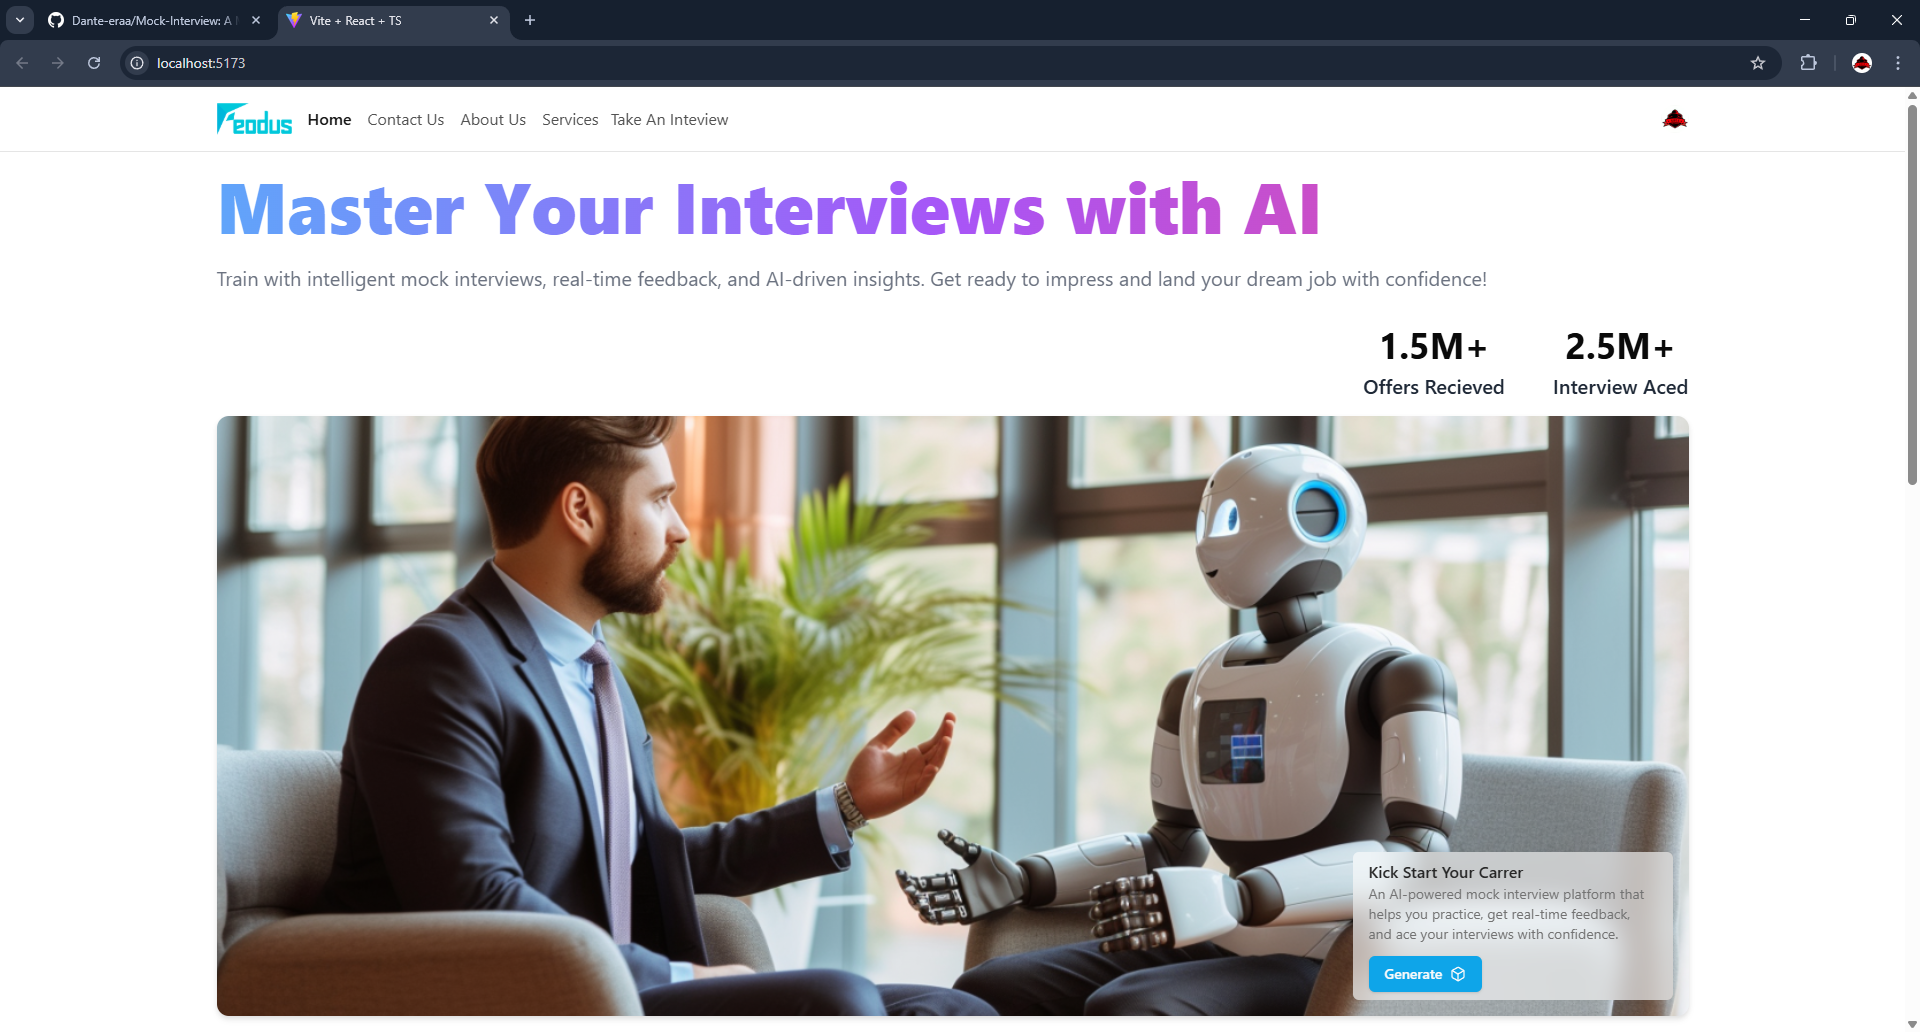 Dante-eraa/Mock-Interview: A
Vite + React + TS
localhost:5173
Feodus
Home
Contact Us
About Us
Services
Take An Inteview
Master Your Interviews with AI
Train with intelligent mock interviews, real-time feedback, and AI-driven insights. Get ready to impress and land your dream job with confidence!
1.5M+
Offers Recieved
2.5M+
Interview Aced
Kick Start Your Carrer
An AI-powered mock interview platform that
helps you practice, get real-time feedback,
and ace your interviews with confidence.
Generate